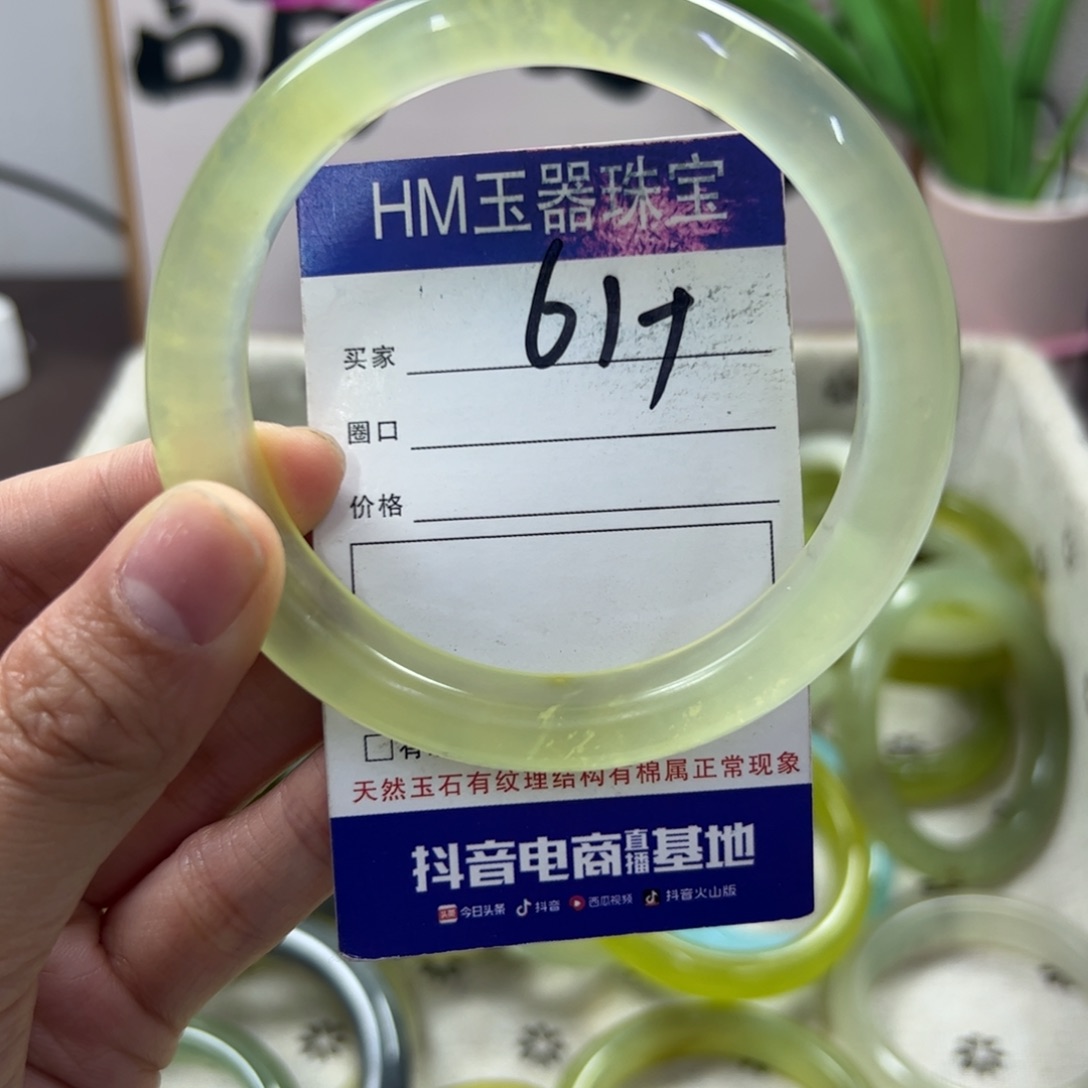 HM玉器珠宝
617
买家
圈口
价格
天然玉石有纹理结构有棉属正常现象
抖音电商直播基地
头条 今日头条 抖音 西瓜视频 抖音火山版